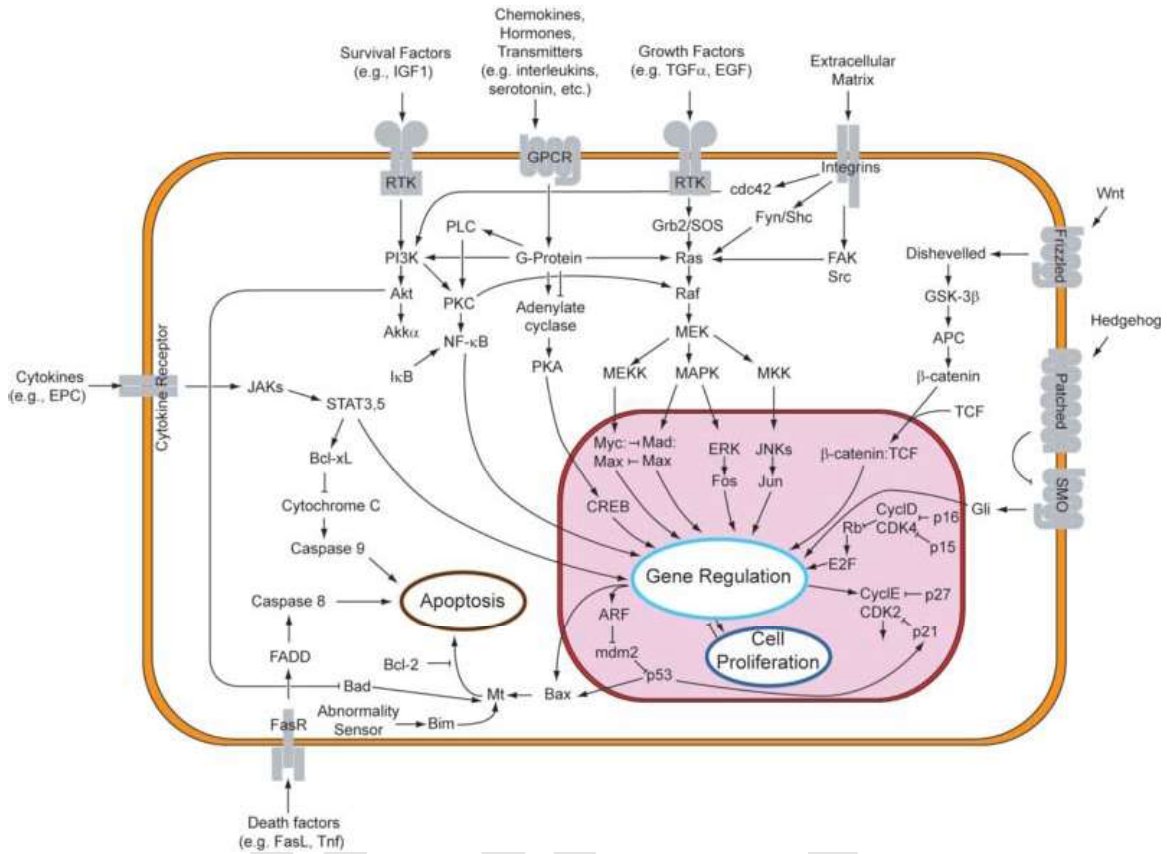 Chemokines,
Hormones,
Transmitters
(e.g. interleukins,
serotonin, etc.)
Survival Factors
(e.g., IGF1)
Growth Factors
(e.g. TGFα, EGF)
Extracellular
Matrix
RTK
GPCR
RTK
Integrins
cdc42
Wnt
PLC
Grb2/SOS
Fyn/Shc
Frizzled
PI3K
G-Protein
Ras
FAK
Src
Dishevelled
Akt
PKC
Adenylate
cyclase
Raf
GSK-3β
Akkα
NF-κB
MEK
APC
Hedgehog
IκB
PKA
MEKK
MAPK
MKK
β-catenin
Patched
Cytokines
(e.g., EPC)
Cytokine Receptor
JAKs
STAT3,5
TCF
Bcl-xL
Myc:
Mad:
Max
Max
ERK
JNKs
β-catenin:TCF
Fos
Jun
SMO
Cytochrome C
CREB
Gli
CyclD
CDK4
p16
p15
Rb
Caspase 9
E2F
Gene Regulation
Caspase 8
Apoptosis
ARF
CyclE
CDK2
p27
p21
FADD
Bcl-2
mdm2
Cell
Proliferation
p53
Bad
Mt
Bax
FasR
Abnormality
Sensor
Bim
Death factors
(e.g. FasL, Tnf)